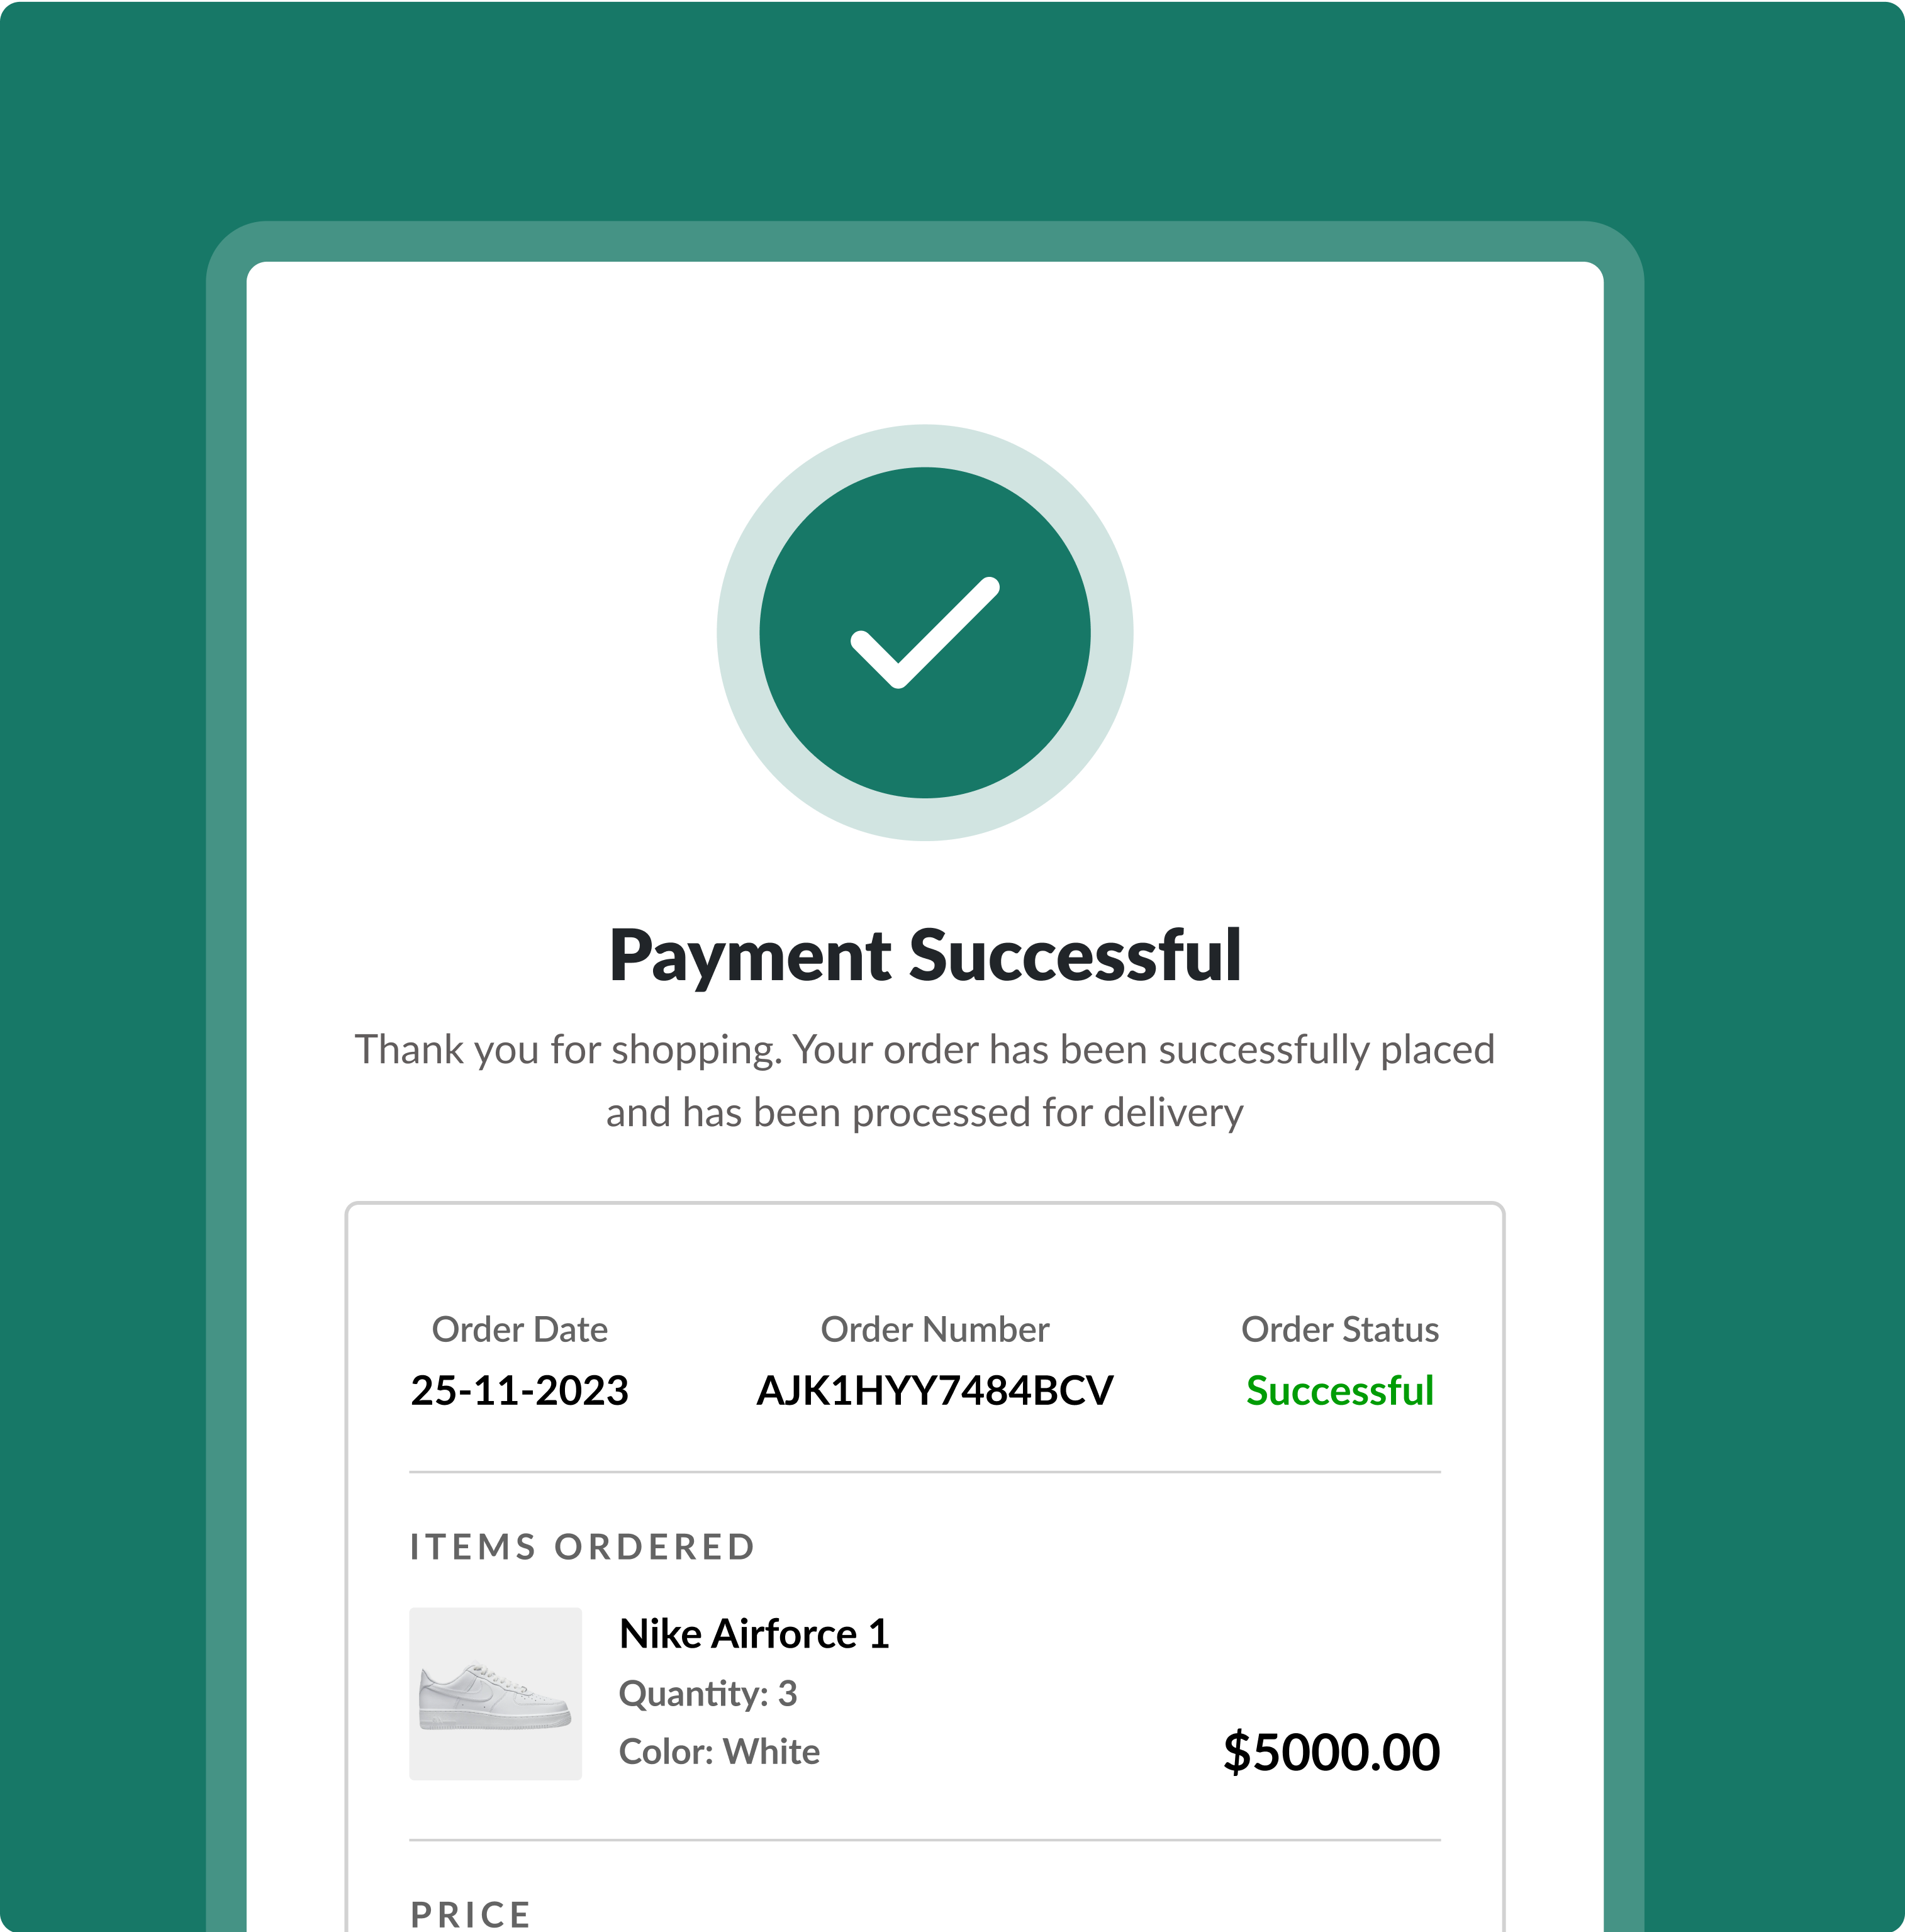 Payment Successful
Thank you for shopping. Your order has been successfully placed
and has been processed for delivery
Order Date
25-11-2023
Order Number
AJK1HYY7484BCV
Order Status
Successful
ITEMS ORDERED
Nike Airforce 1
Quantity: 3
Color: White
$5000.00
PRICE